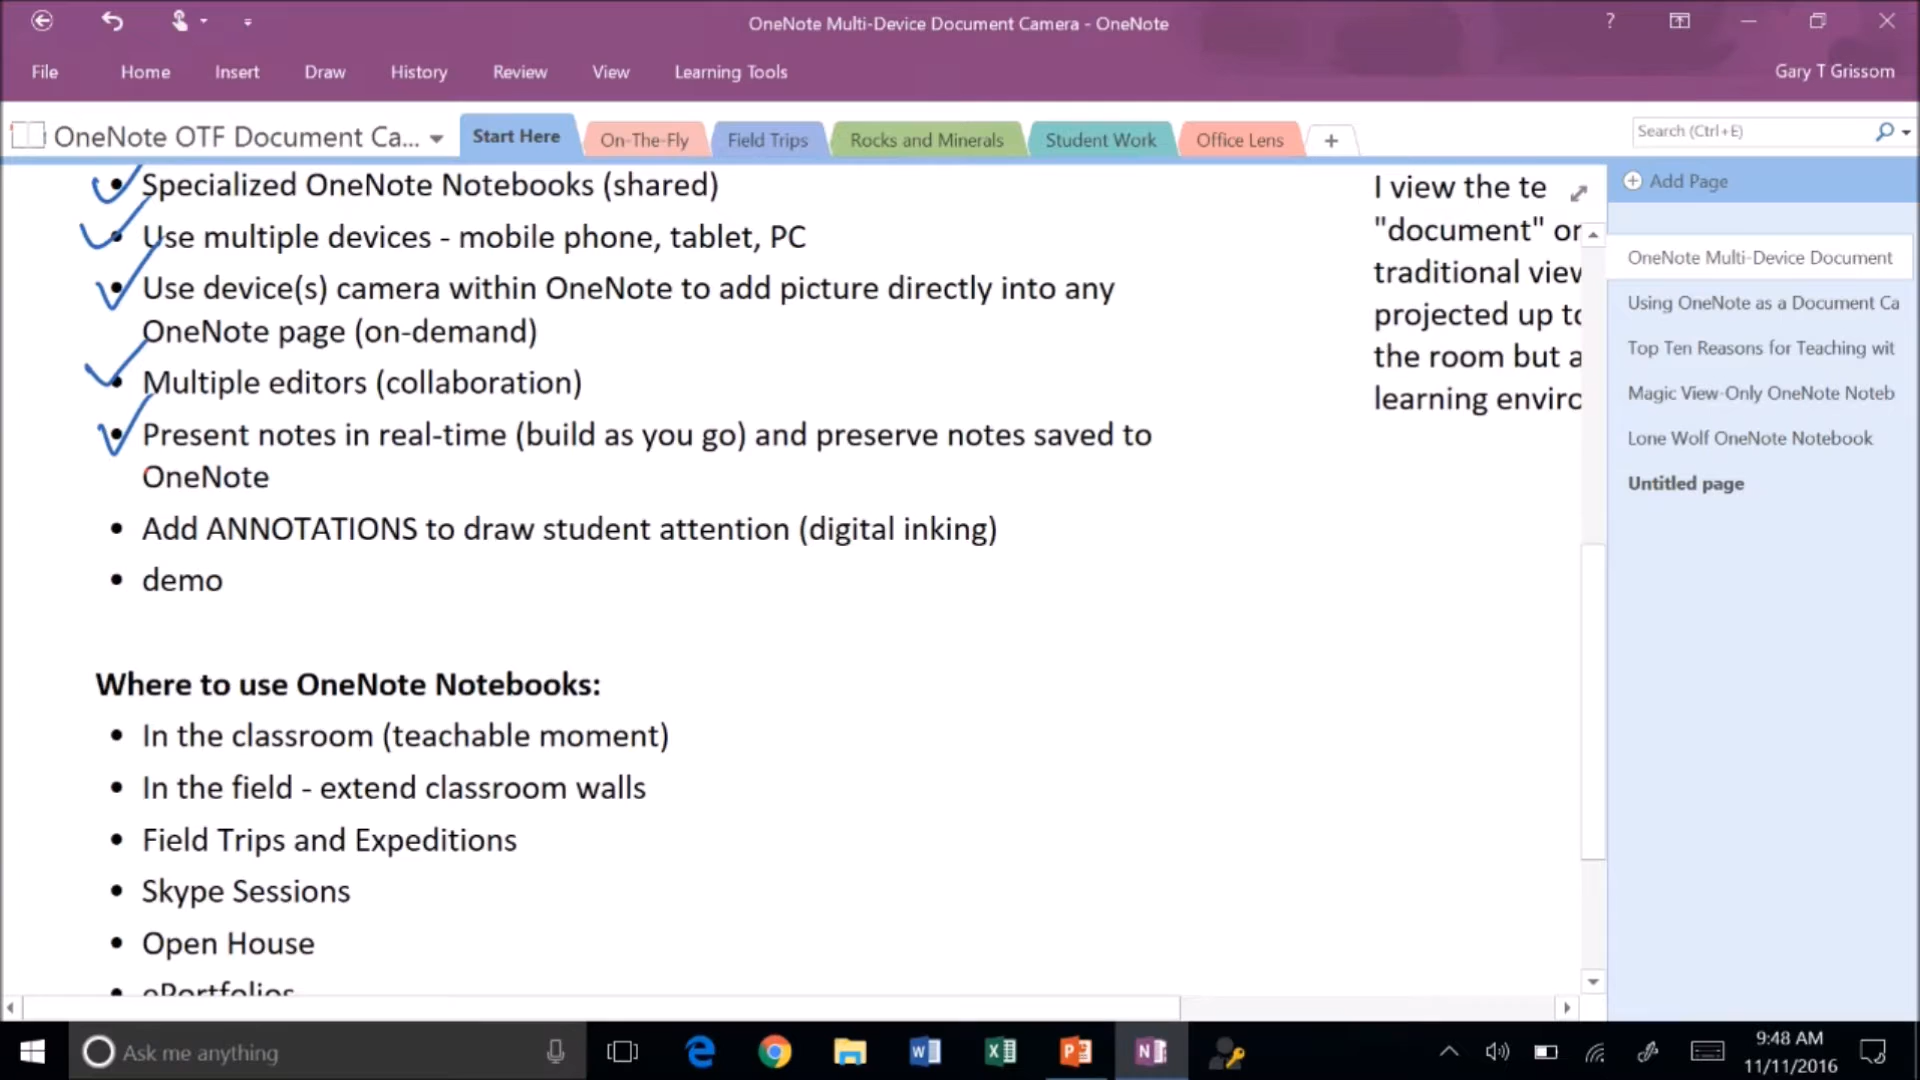 OneNote Multi-Device Document Camera - OneNote
?
File Home Insert Draw History Review View Learning Tools
Gary T Grissom
OneNote OTF Document Ca...
Start Here On-The-Fly Field Trips Rocks and Minerals Student Work Office Lens +
Search (Ctrl+E)
• Specialized OneNote Notebooks (shared)
• Use multiple devices - mobile phone, tablet, PC
• Use device(s) camera within OneNote to add picture directly into any
OneNote page (on-demand)
• Multiple editors (collaboration)
• Present notes in real-time (build as you go) and preserve notes saved to
OneNote
• Add ANNOTATIONS to draw student attention (digital inking)
• demo
Where to use OneNote Notebooks:
• In the classroom (teachable moment)
• In the field - extend classroom walls
• Field Trips and Expeditions
• Skype Sessions
• Open House
• ePortfolios
I view the te
"document" or
traditional view
projected up to
the room but a
learning enviro
Add Page
OneNote Multi-Device Document
Using OneNote as a Document Ca
Top Ten Reasons for Teaching wit
Magic View-Only OneNote Noteb
Lone Wolf OneNote Notebook
Untitled page
Ask me anything
9:48 AM
11/11/2016